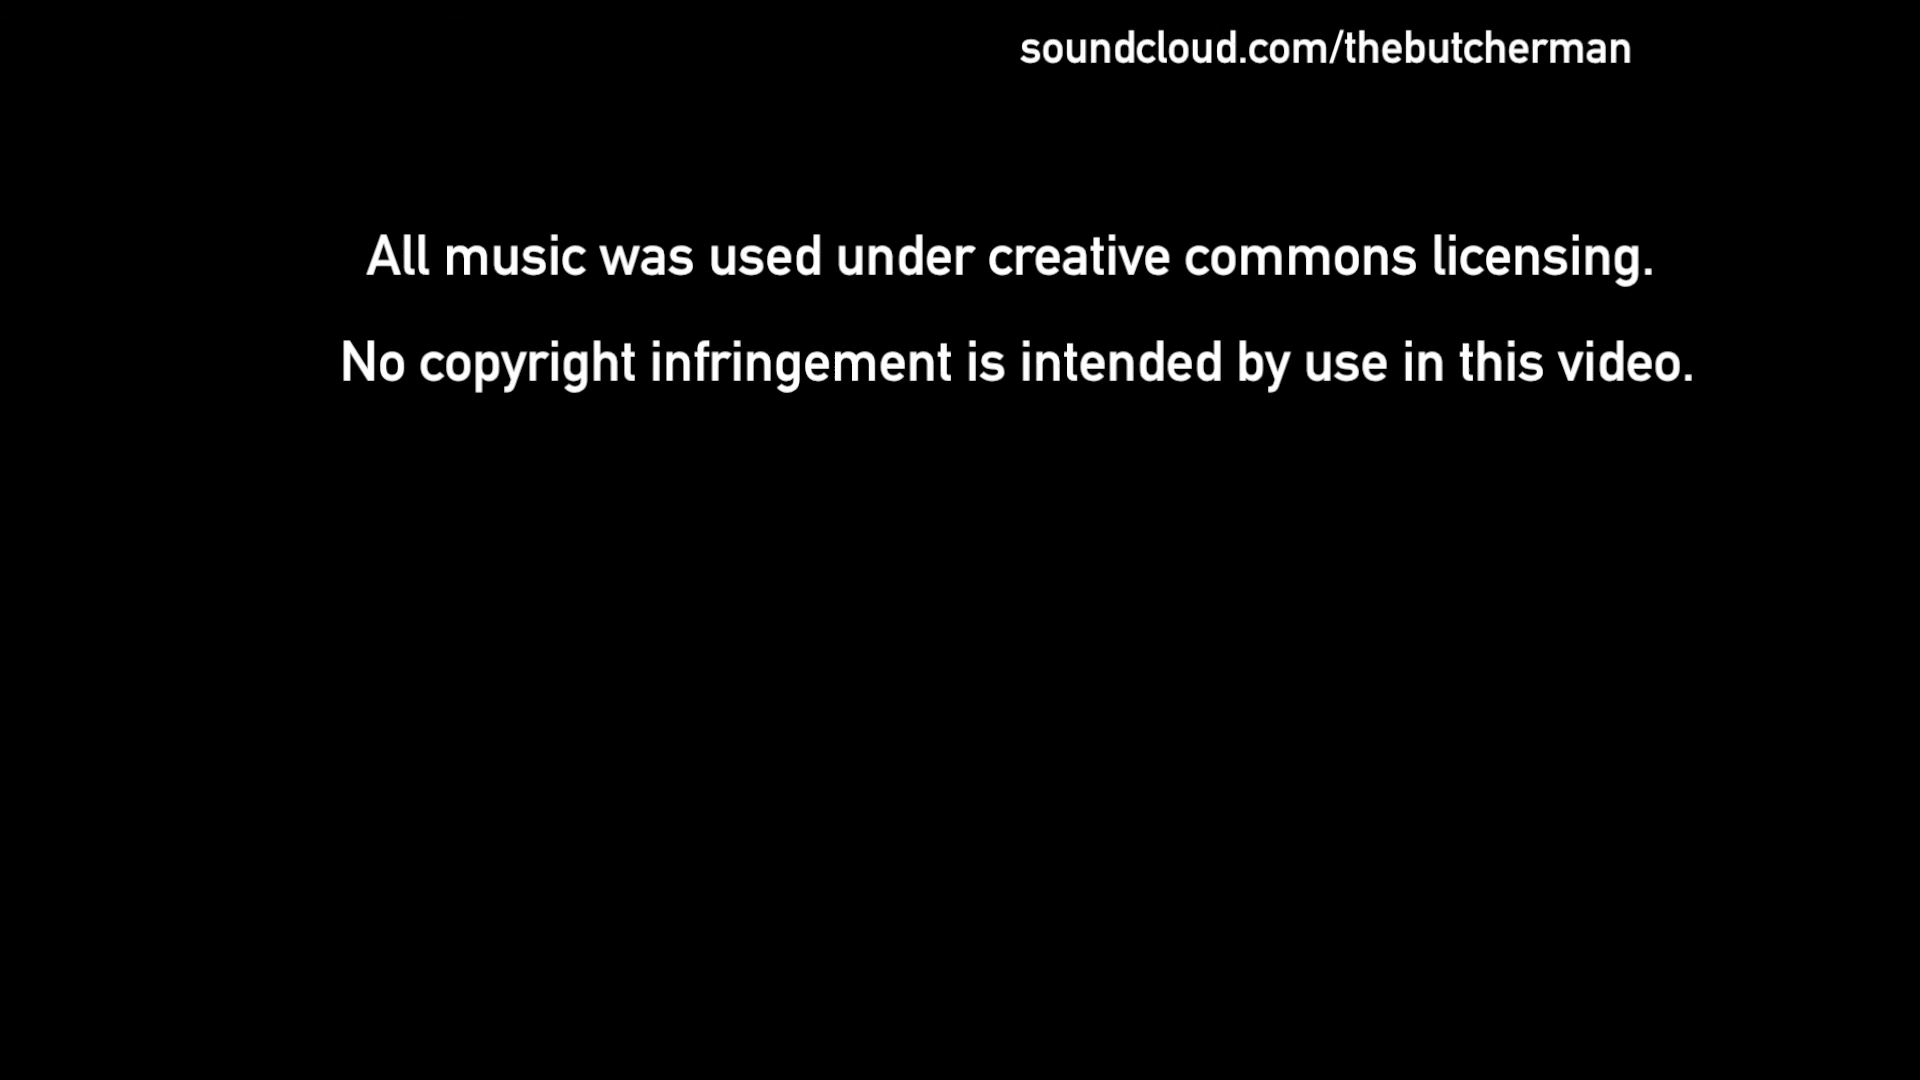 soundcloud.com/thebutcherman
All music was used under creative commons licensing.
No copyright infringement is intended by use in this video.